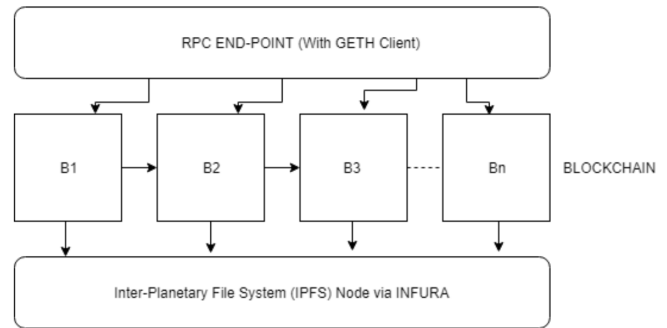 RPC END-POINT (With GETH Client)
B1
B2
B3
Bn
BLOCKCHAIN
Inter-Planetary File System (IPFS) Node via INFURA